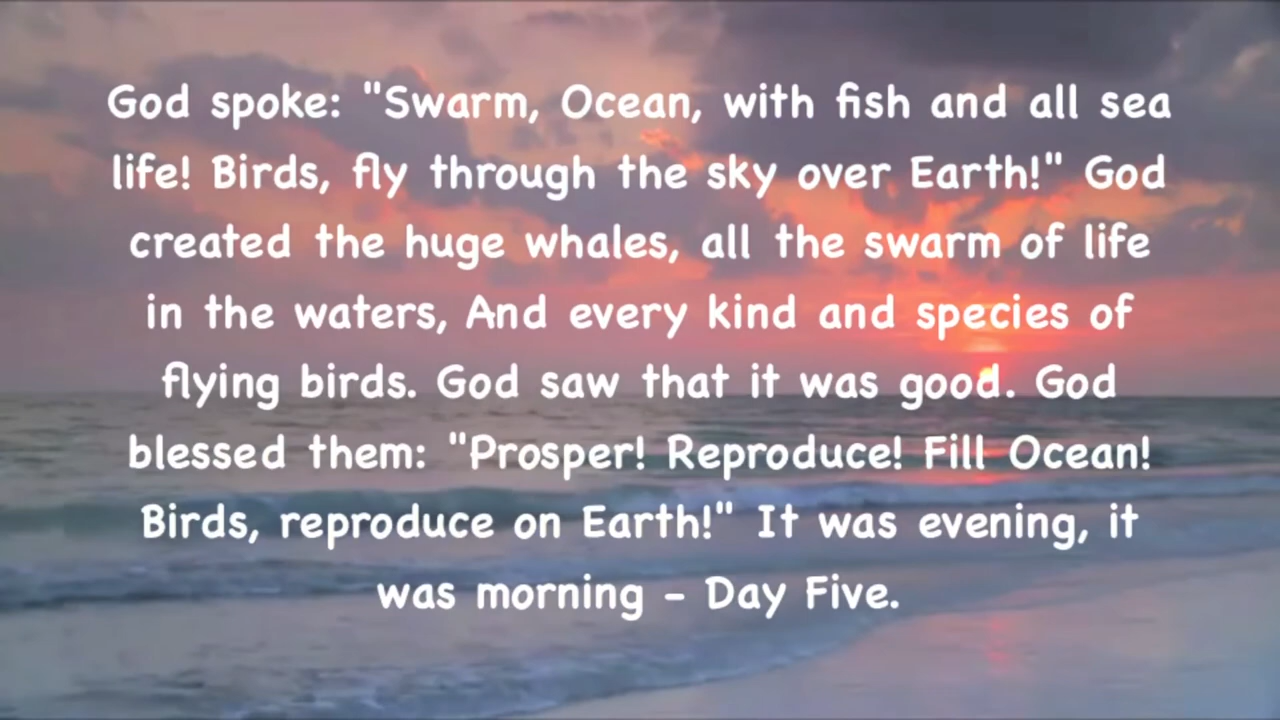 God spoke: "Swarm, Ocean, with fish and all sea
life! Birds, fly through the sky over Earth!" God
created the huge whales, all the swarm of life
in the waters, And every kind and species of
flying birds. God saw that it was good. God
blessed them: "Prosper! Reproduce! Fill Ocean!
Birds, reproduce on Earth!" It was evening, it
was morning - Day Five.